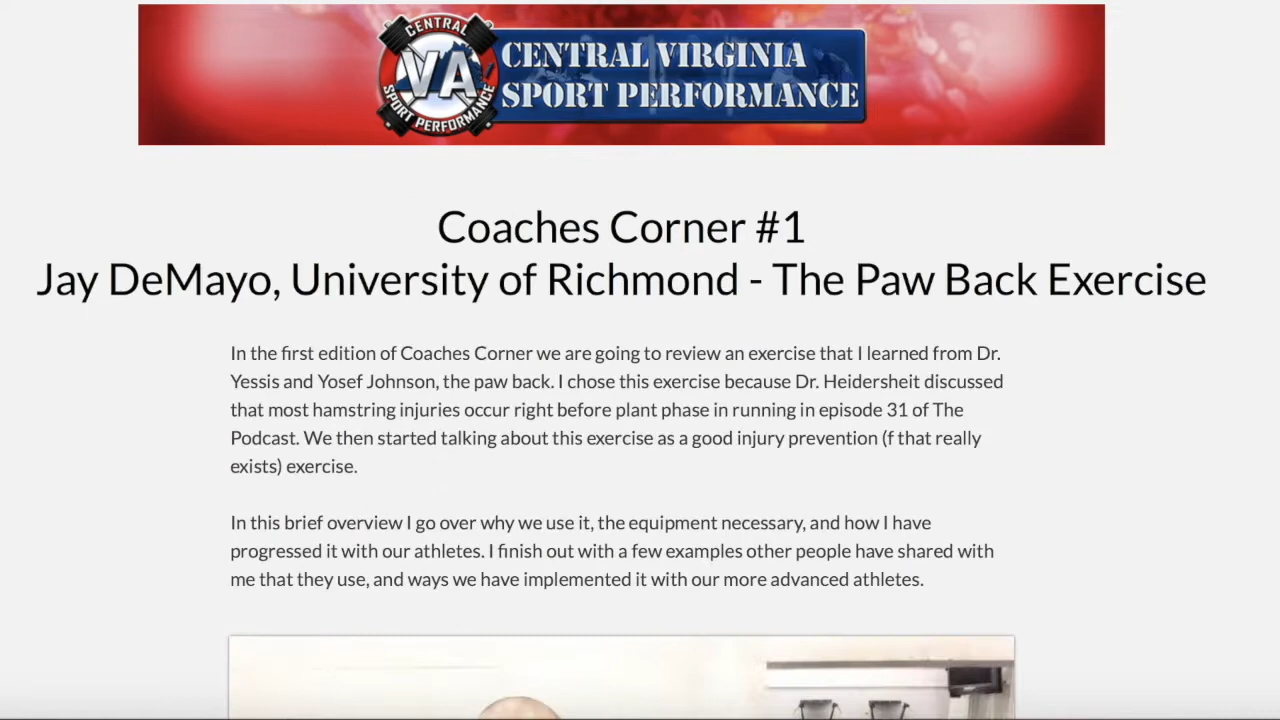 CENTRAL
VA
SPORT PERFORMANCE
CENTRAL VIRGINIA
SPORT PERFORMANCE
Coaches Corner #1
Jay DeMayo, University of Richmond - The Paw Back Exercise
In the first edition of Coaches Corner we are going to review an exercise that I learned from Dr.
Yessis and Yosef Johnson, the paw back. I chose this exercise because Dr. Heidersheit discussed
that most hamstring injuries occur right before plant phase in running in episode 31 of The
Podcast. We then started talking about this exercise as a good injury prevention (f that really
exists) exercise.
In this brief overview I go over why we use it, the equipment necessary, and how I have
progressed it with our athletes. I finish out with a few examples other people have shared with
me that they use, and ways we have implemented it with our more advanced athletes.